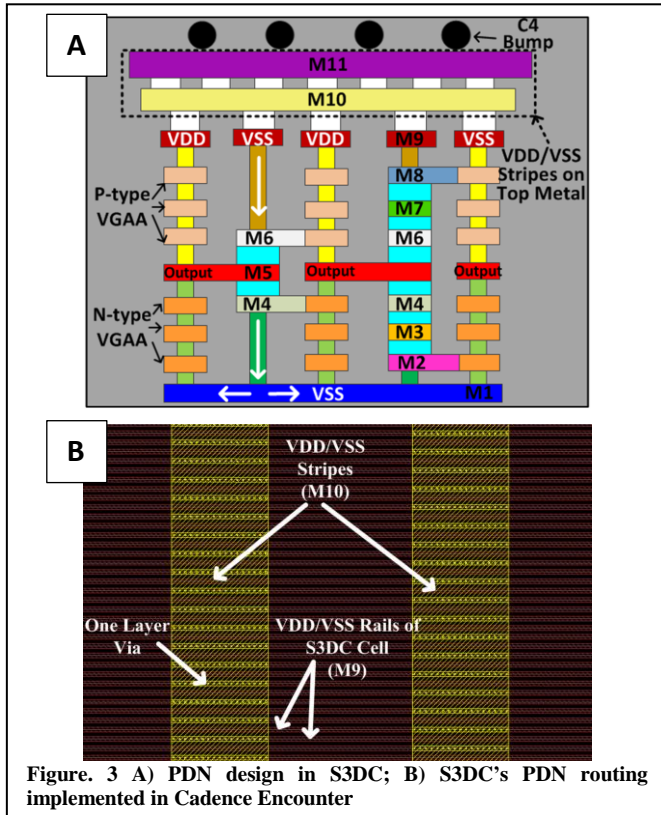 A
C4
Bump
M11
M10
VDD VSS VDD M9 VSS
VDD/VSS
Stripes on
Top Metal
P-type
VGAA
M8
M7
M6 M6
Output M5 Output Output
M4 M4
N-type
VGAA
M3
M2
VSS M1
B
VDD/VSS
Stripes
(M10)
One Layer
Via
VDD/VSS Rails of
S3DC Cell
(M9)
Figure. 3 A) PDN design in S3DC; B) S3DC's PDN routing
implemented in Cadence Encounter